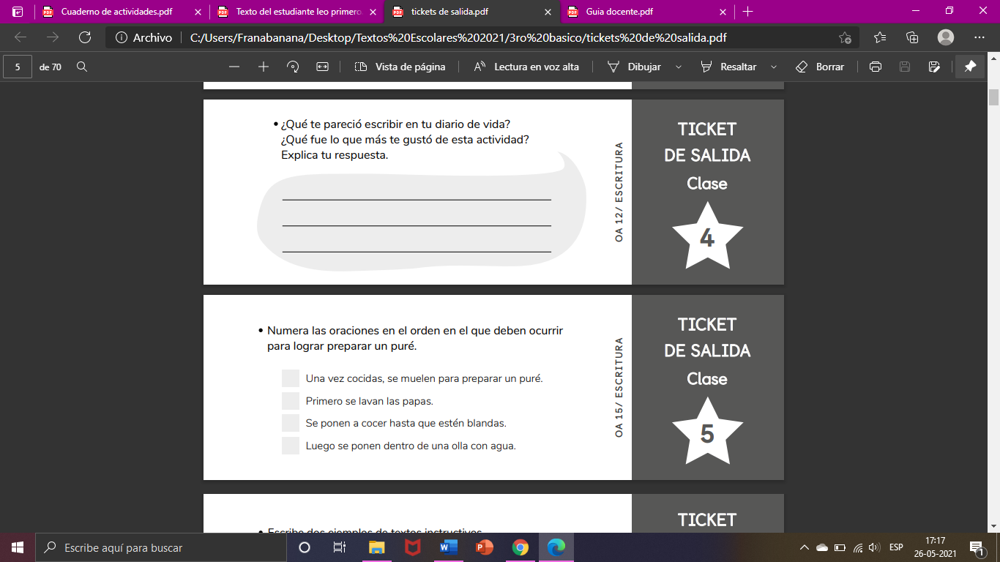 Cuaderno de actividades.pdf
Texto del estudiante leo primero.
tickets de salida.pdf
Guia docente.pdf
Archivo
C:/Users/Franabanana/Desktop/Textos%20Escolares%202021/3ro%20basico/tickets%20de%20salida.pdf
5 de 70
Vista de página
Lectura en voz alta
Dibujar
Resaltar
Borrar
• ¿Qué te pareció escribir en tu diario de vida?
¿Qué fue lo que más te gustó de esta actividad?
Explica tu respuesta.
OA 12/ ESCRITURA
TICKET
DE SALIDA
Clase
4
• Numera las oraciones en el orden en el que deben ocurrir
para lograr preparar un puré.
Una vez cocidas, se muelen para preparar un puré.
Primero se lavan las papas.
Se ponen a cocer hasta que estén blandas.
Luego se ponen dentro de una olla con agua.
OA 15/ ESCRITURA
TICKET
DE SALIDA
Clase
5
• Escribe dos ejemplos de textos instructivos
TICKET
Escribe aquí para buscar
ESP
17:17
26-05-2021
1